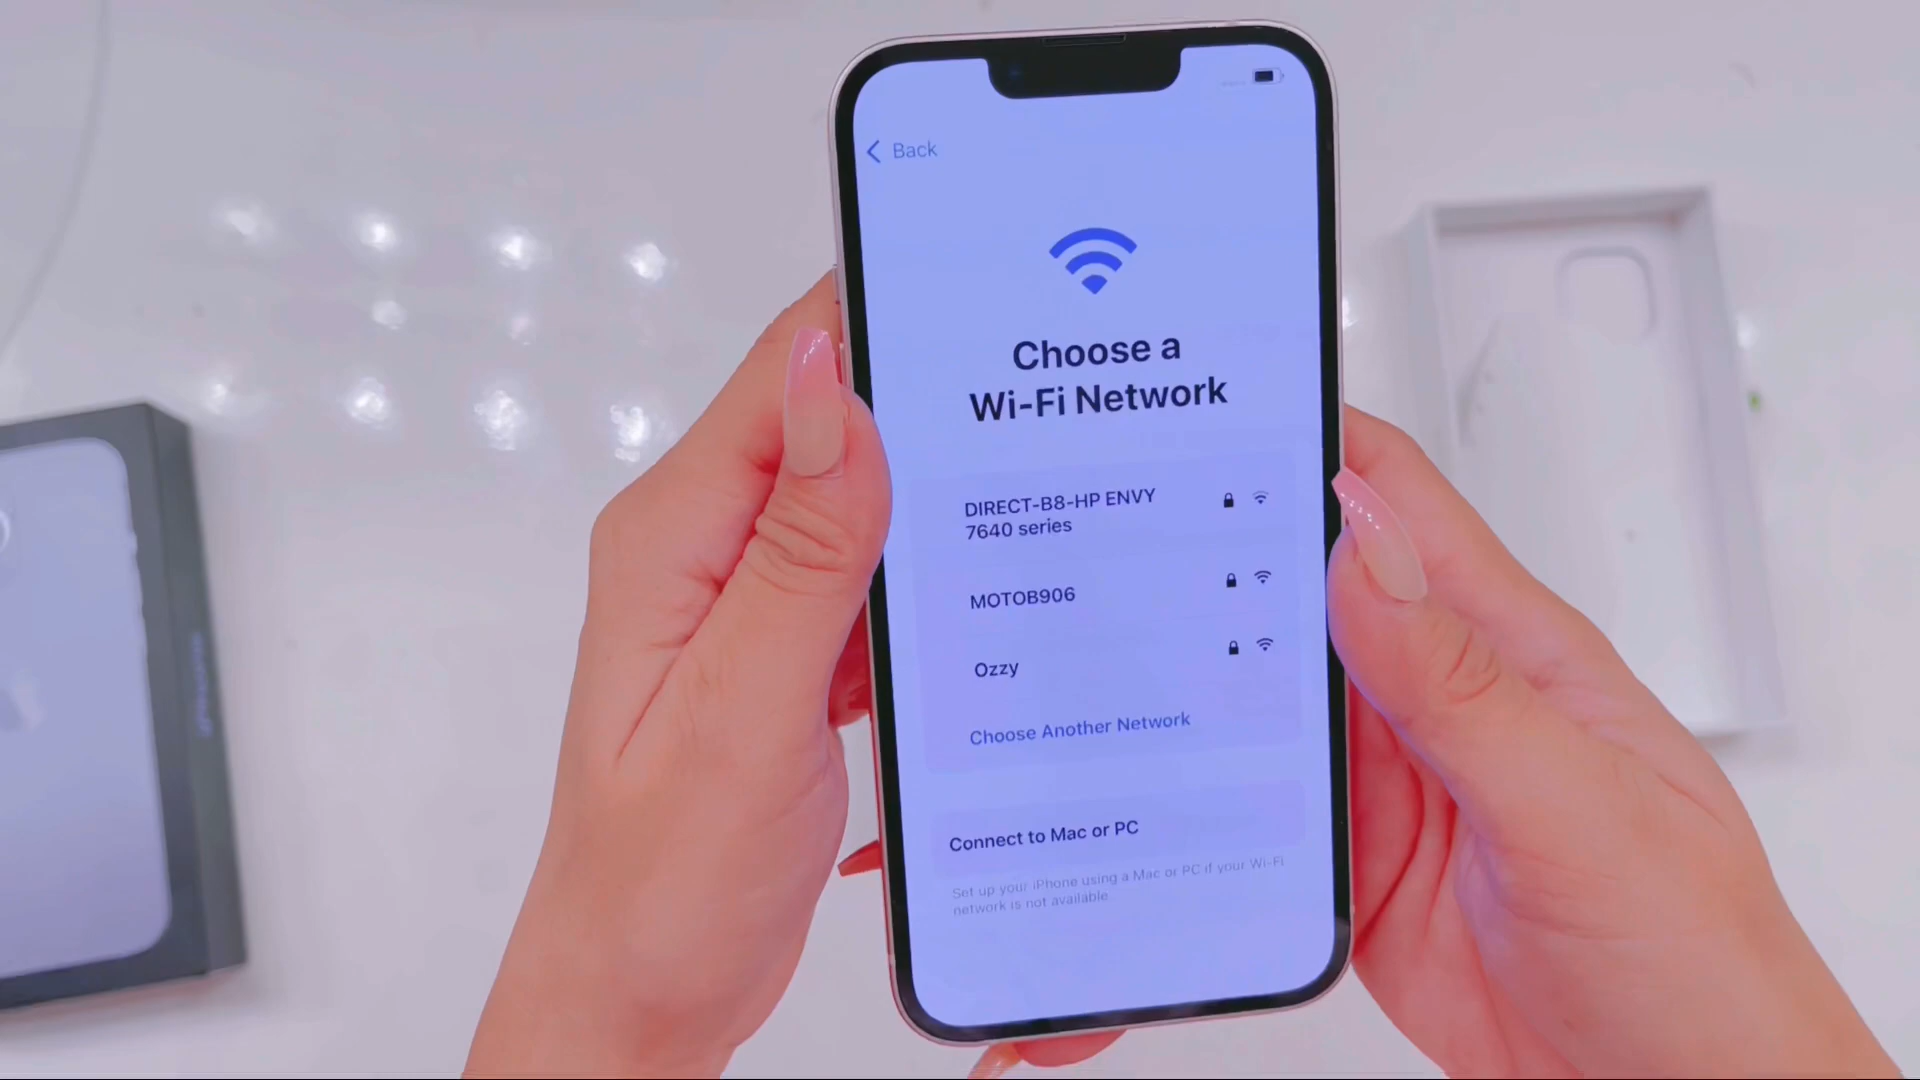 Back
Choose a
Wi-Fi Network
DIRECT-B8-HP ENVY
7640 series
MOTOB906
Ozzy
Choose Another Network
Connect to Mac or PC
Set up your iPhone using a Mac or PC if your Wi-Fi
network is not available.